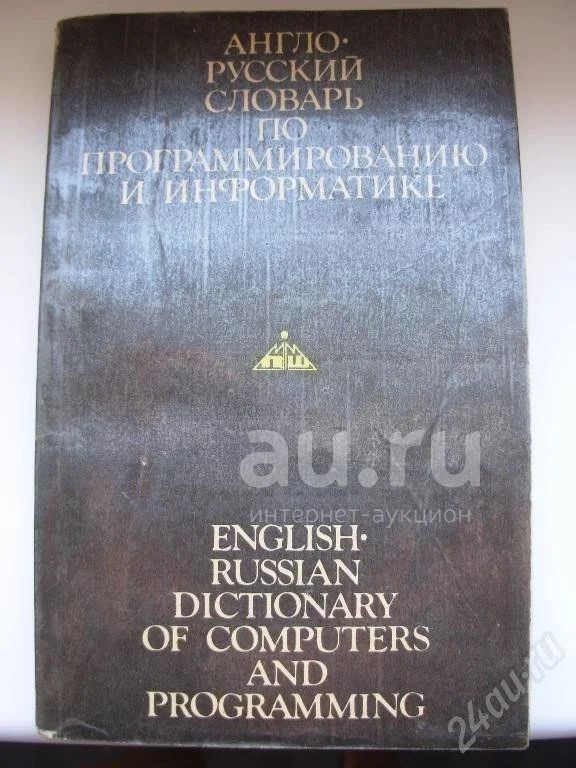 АНГЛО·
РУССКИЙ
СЛОВАРЬ
ПО
ПРОГРАММИРОВАНИЮ
И ИНФОРМАТИКЕ
au.ru
интернет-аукцион
ENGLISH·
RUSSIAN
DICTIONARY
OF COMPUTERS
AND
PROGRAMMING
24au.ru